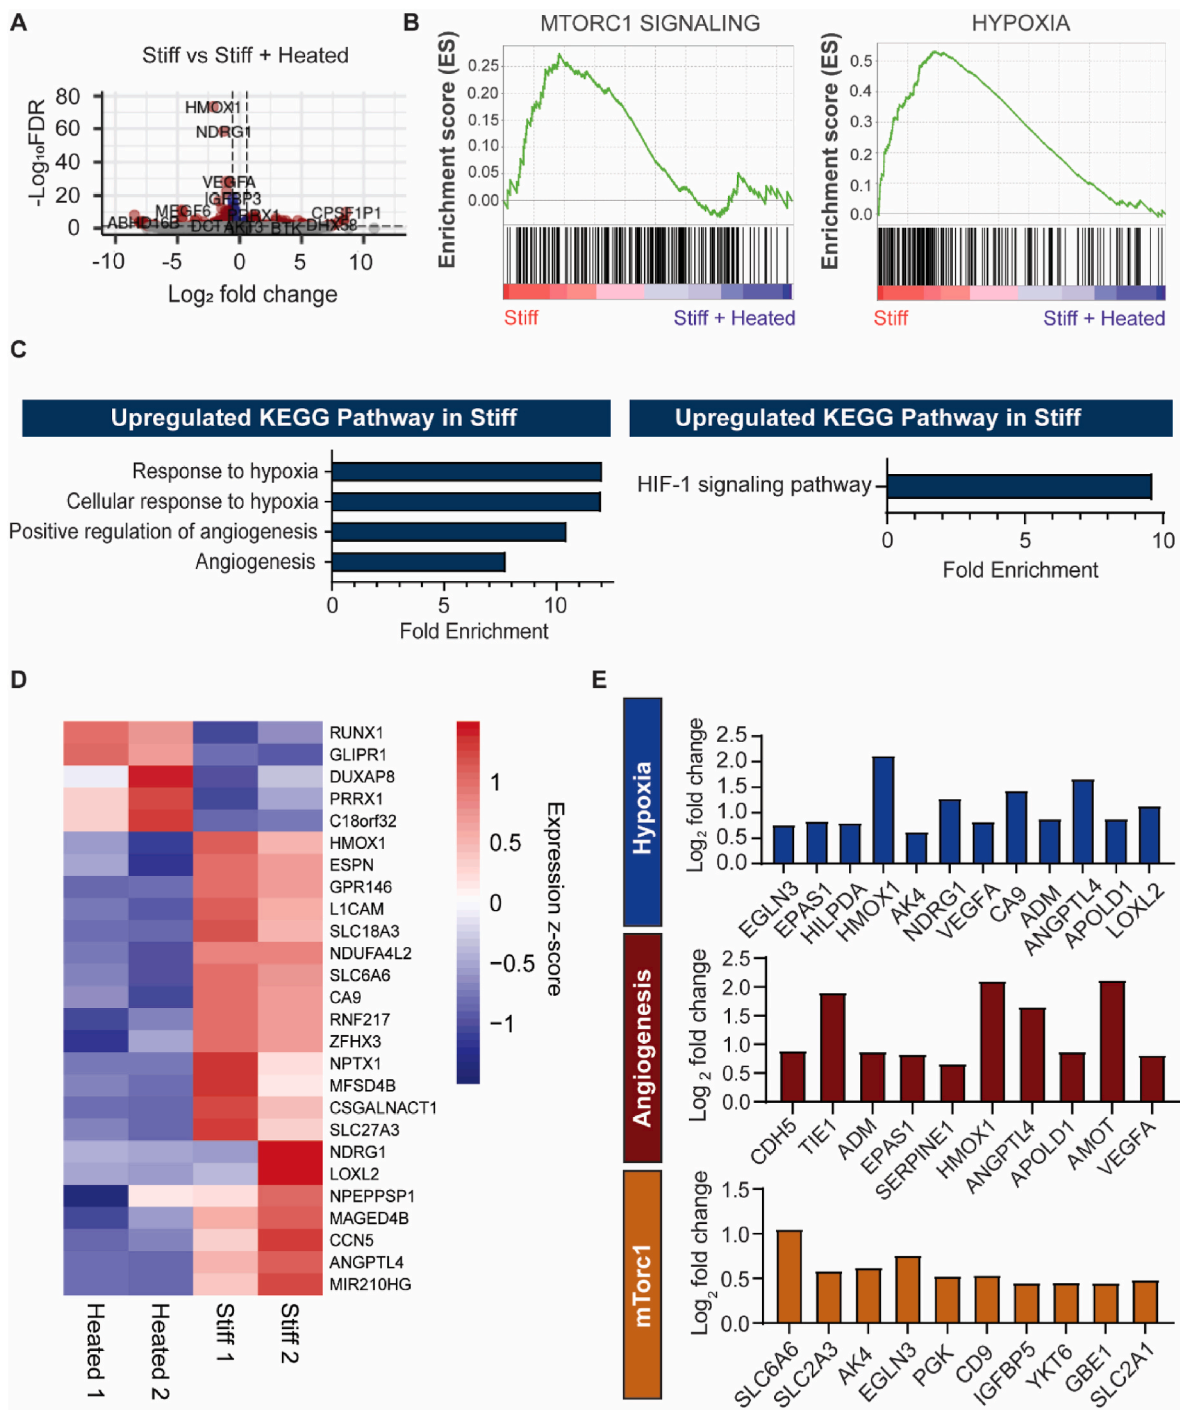 A
Stiff vs Stiff + Heated
-Log₁₀FDR
80
60
40
20
0
HMOX1
NDRG1
VEGFA
IGFBP3
MEGF6
PRRX1
CPSF1P1
ABHD16B
DCT
AKT3
BTK
DHX58
-10
-5
0
5
10
Log₂ fold change
B
MTORC1 SIGNALING
Enrichment score (ES)
0.25
0.20
0.15
0.10
0.05
0.00
Stiff
Stiff + Heated
HYPOXIA
Enrichment score (ES)
0.5
0.4
0.3
0.2
0.1
0.0
Stiff
Stiff + Heated
C
Upregulated KEGG Pathway in Stiff
Response to hypoxia
Cellular response to hypoxia
Positive regulation of angiogenesis
Angiogenesis
0
5
10
Fold Enrichment
Upregulated KEGG Pathway in Stiff
HIF-1 signaling pathway
0
5
10
Fold Enrichment
D
RUNX1
GLIPR1
DUXAP8
PRRX1
C18orf32
HMOX1
ESPN
GPR146
L1CAM
SLC18A3
NDUFA4L2
SLC6A6
CA9
RNF217
ZFHX3
NPTX1
MFSD4B
CSGALNACT1
SLC27A3
NDRG1
LOXL2
NPEPPSP1
MAGED4B
CCN5
ANGPTL4
MIR210HG
Heated 1
Heated 2
Stiff 1
Stiff 2
1
0.5
0
−0.5
−1
Expression z-score
E
Hypoxia
Log₂ fold change
2.5
2.0
1.5
1.0
0.5
0.0
EGLN3
EPAS1
HILPDA
HMOX1
AK4
NDRG1
VEGFA
CA9
ADM
ANGPTL4
APOLD1
LOXL2
Angiogenesis
Log ₂ fold change
2.5
2.0
1.5
1.0
0.5
0.0
CDH5
TIE1
ADM
EPAS1
SERPINE1
HMOX1
ANGPTL4
APOLD1
AMOT
VEGFA
mTorc1
Log₂ fold change
1.5
1.0
0.5
0.0
SLC6A6
SLC2A3
AK4
EGLN3
PGK
CD9
IGFBP5
YKT6
GBE1
SLC2A1